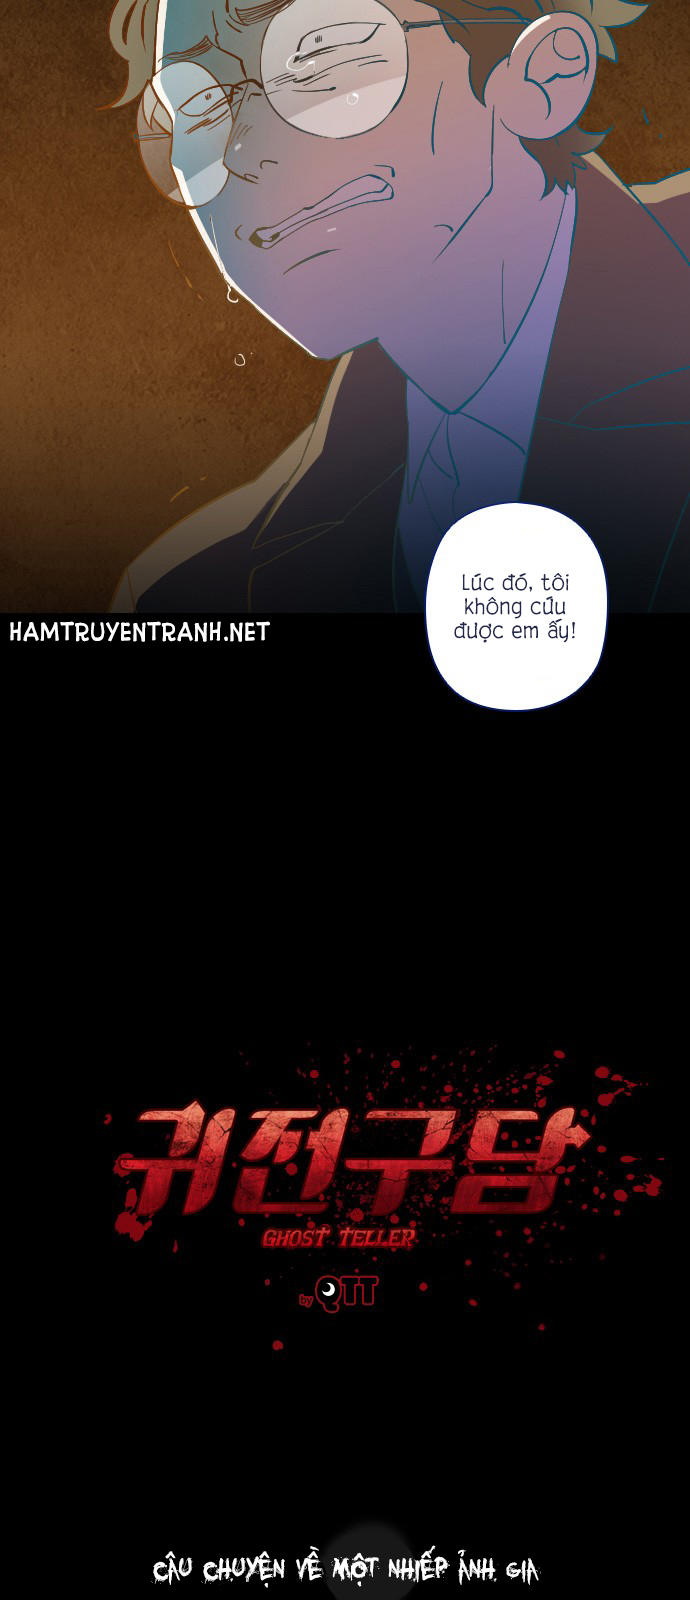 Lúc đó, tôi
không cứu
được em ấy!
HAMTRUYENTRANH.NET
귀전구담
GHOST TELLER
by QTT
CÂU CHUYỆN VỀ MỘT NHIẾP ẢNH GIA